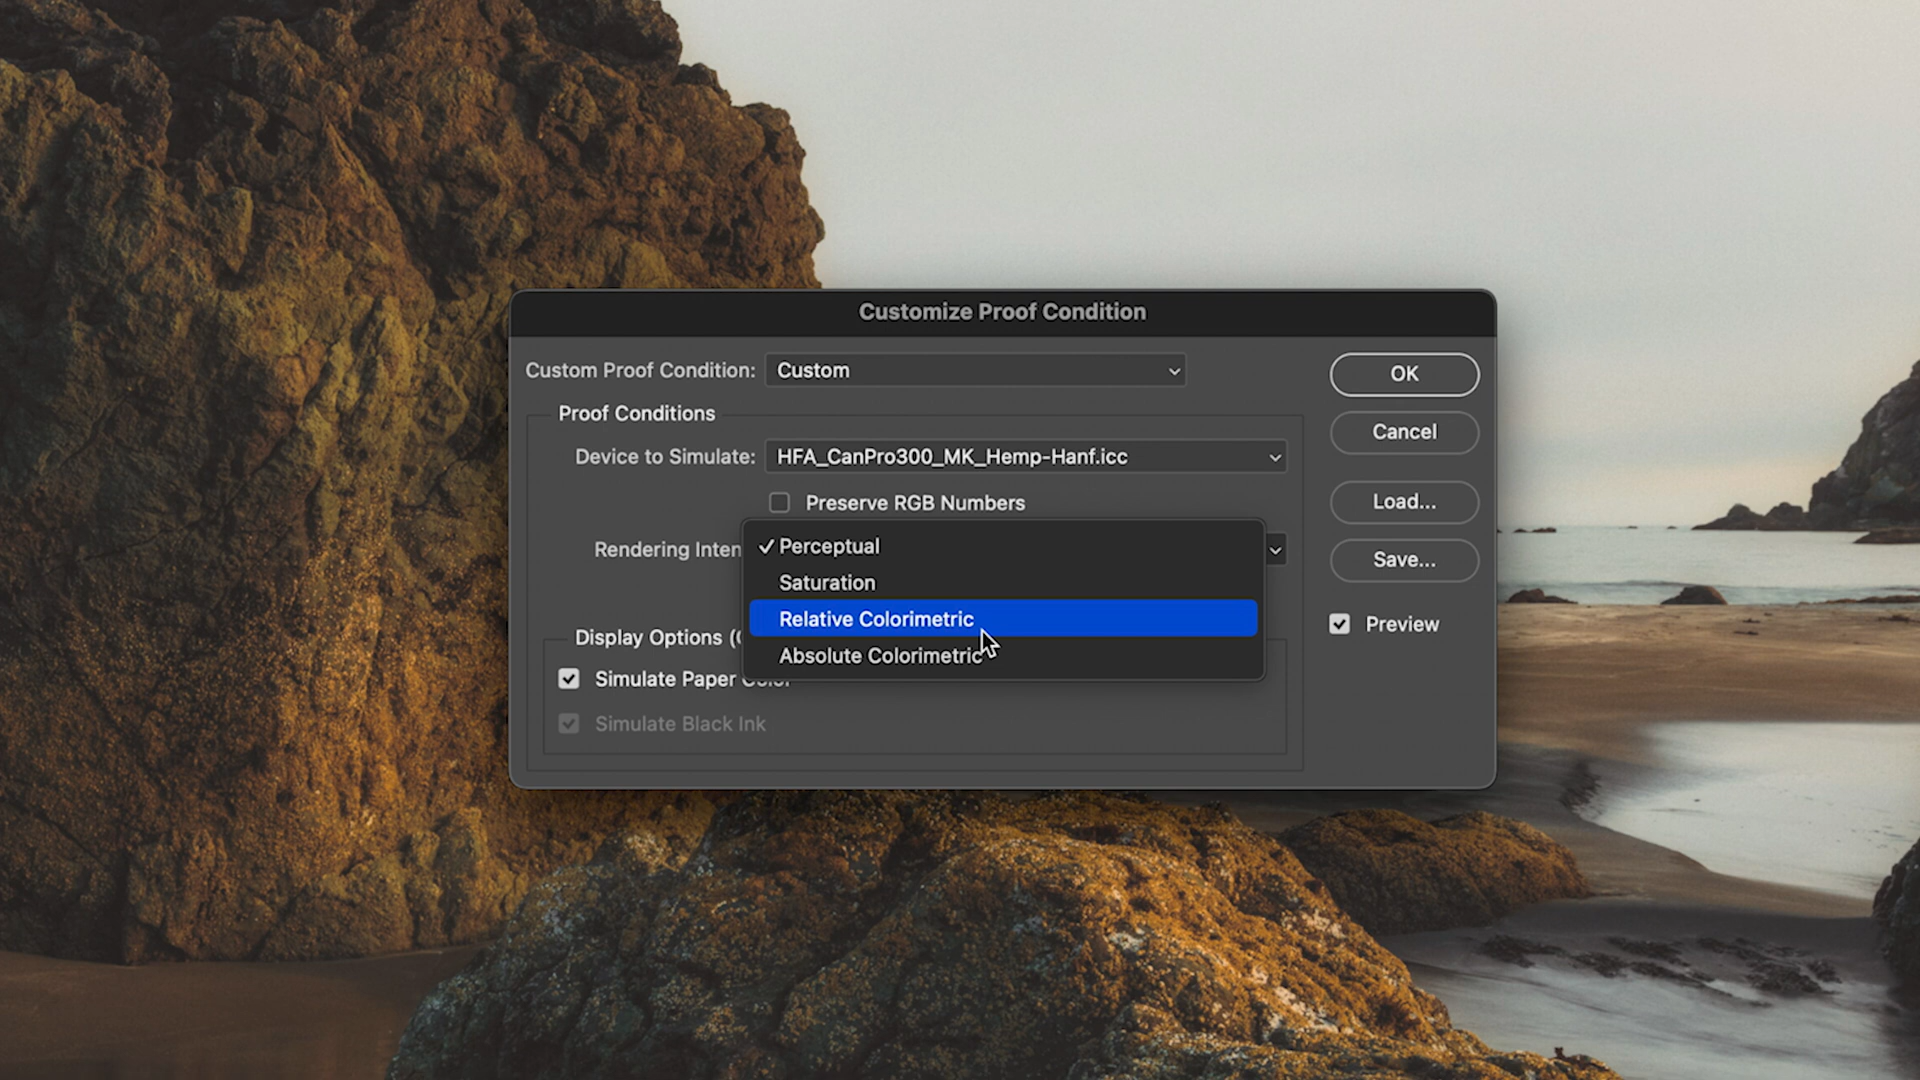 Customize Proof Condition
Custom Proof Condition: Custom
OK
Proof Conditions
Cancel
Device to Simulate: HFA_CanPro300_MK_Hemp-Hanf.icc
Preserve RGB Numbers
Load...
Rendering Inten
✓ Perceptual
Save...
Saturation
Relative Colorimetric
Preview
Display Options (
Absolute Colorimetric
Simulate Paper Color
Simulate Black Ink